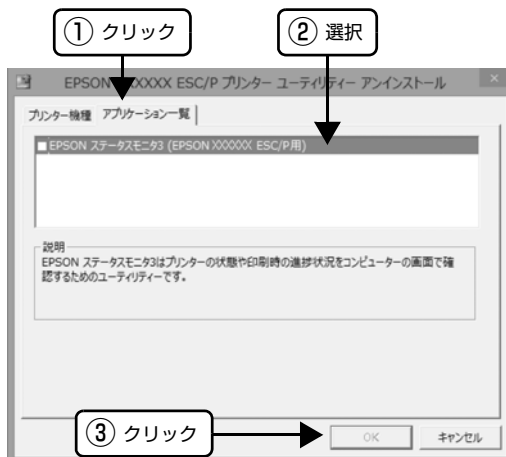 ① クリック
② 選択
EPSON XXXXX ESC/P プリンター ユーティリティー アンインストール
プリンター機種 アプリケーション一覧
EPSON ステータスモニタ3 (EPSON XXXXXX ESC/P用)
説明
EPSON ステータスモニタ3はプリンターの状態や印刷時の進捗状況をコンピューターの画面で確
認するためのユーティリティーです。
③ クリック
OK キャンセル